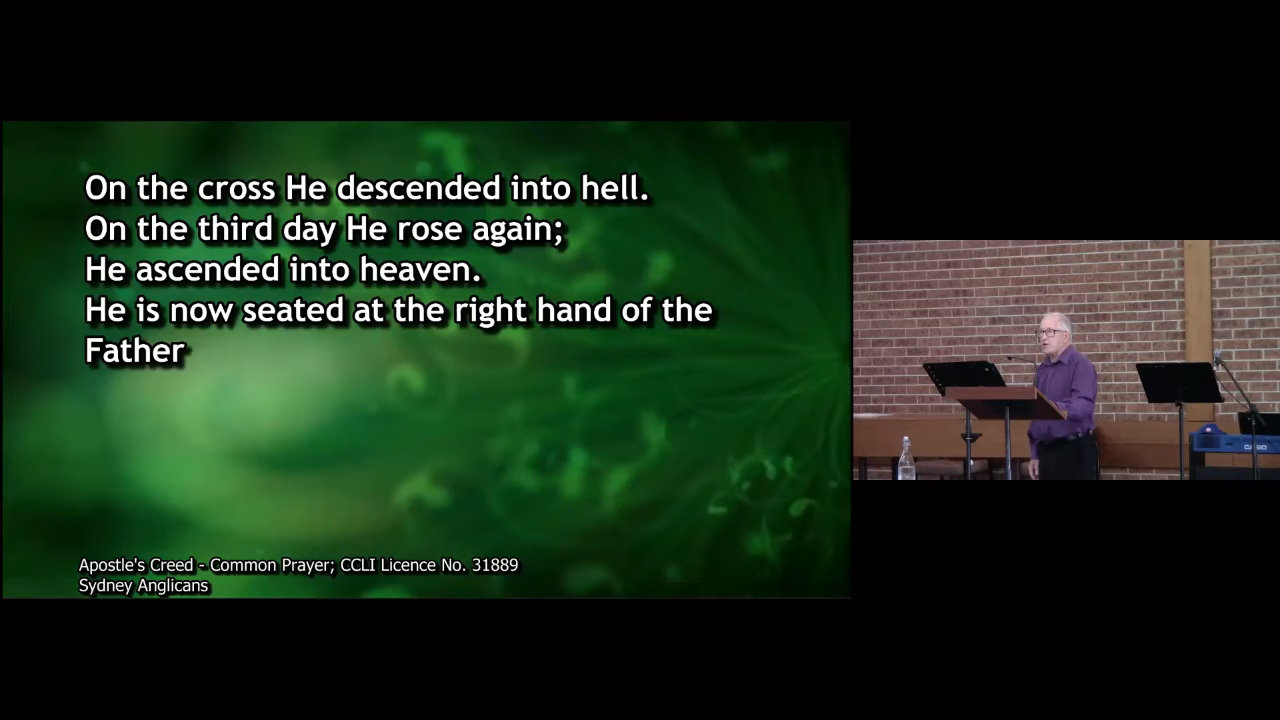 On the cross He descended into hell.
On the third day He rose again;
He ascended into heaven.
He is now seated at the right hand of the
Father
Apostle's Creed - Common Prayer; CCLI Licence No. 31889
Sydney Anglicans
CASIO